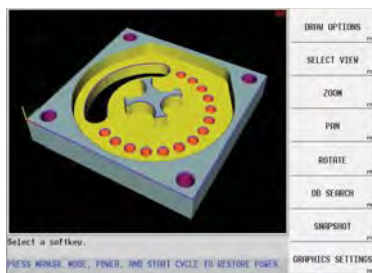 DRAW OPTIONS
SELECT VIEW
ZOOM
PAN
ROTATE
DB SEARCH
SNAPSHOT
GRAPHICS SETTINGS
Select a softkey.
PRESS MANUAL MODE, POWER, AND START CYCLE TO RESTORE POWER.